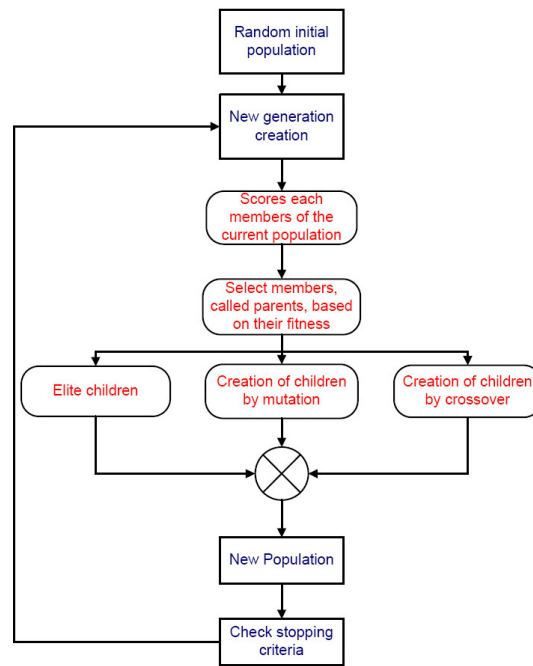 Random initial
population
New generation
creation
Scores each
members of the
current population
Select members,
called parents, based
on their fitness
Elite children
Creation of children
by mutation
Creation of children
by crossover
New Population
Check stopping
criteria